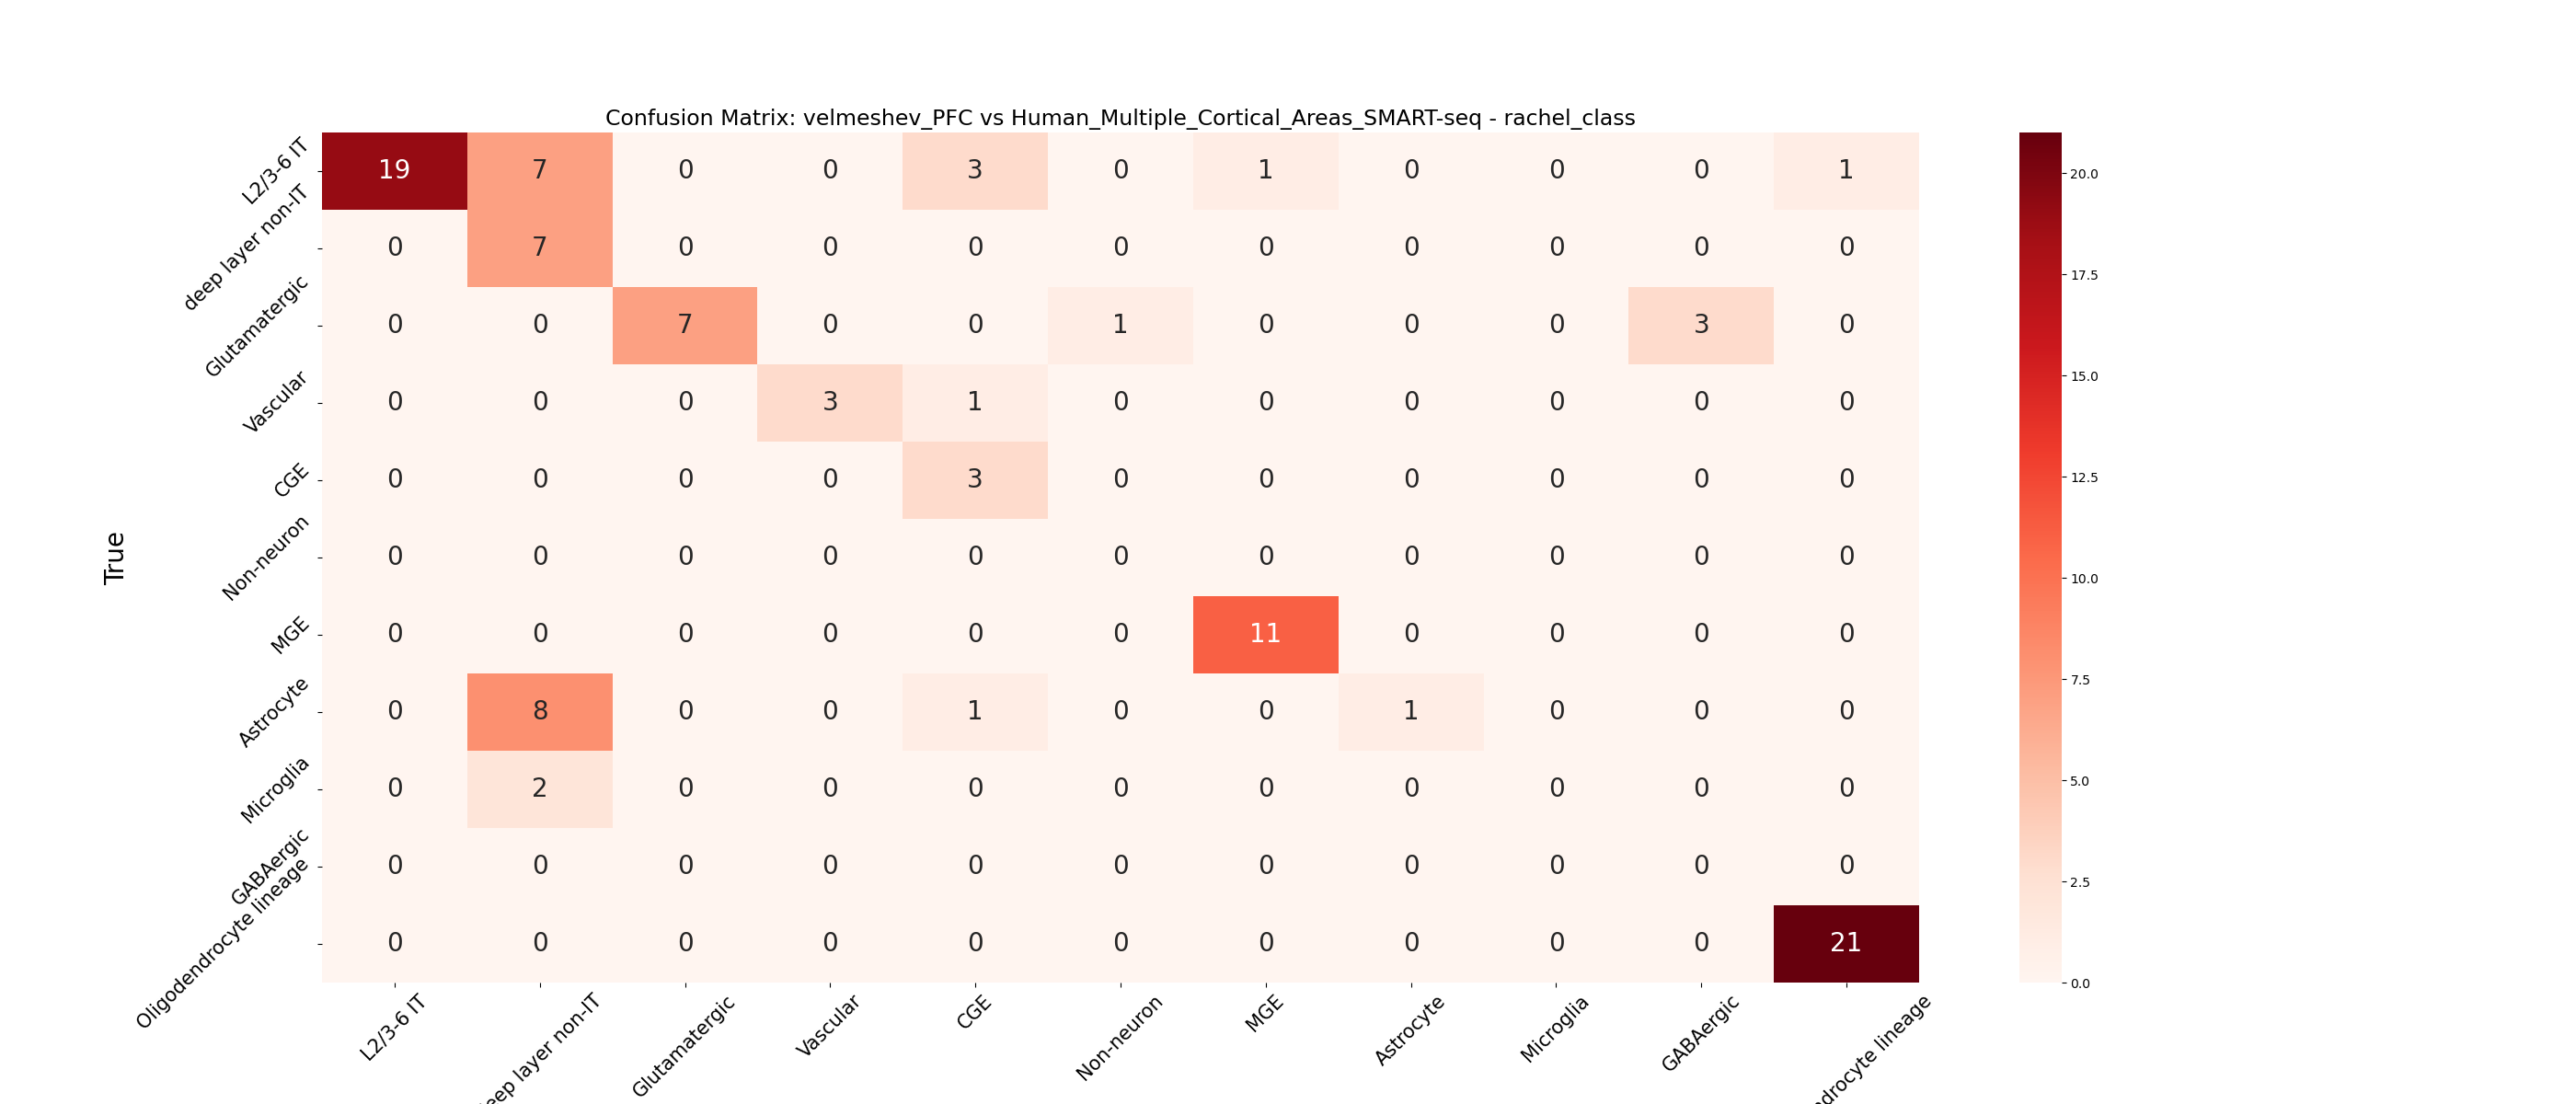 Confusion Matrix: velmeshev_PFC vs Human_Multiple_Cortical_Areas_SMART-seq - rachel_class
True
L2/3-6 IT 19 7 0 0 3 0 1 0 0 0 1
deep layer non-IT 0 7 0 0 0 0 0 0 0 0 0
Glutamatergic 0 0 7 0 0 1 0 0 0 3 0
Vascular 0 0 0 3 1 0 0 0 0 0 0
CGE 0 0 0 0 3 0 0 0 0 0 0
Non-neuron 0 0 0 0 0 0 0 0 0 0 0
MGE 0 0 0 0 0 0 11 0 0 0 0
Astrocyte 0 8 0 0 1 0 0 1 0 0 0
Microglia 0 2 0 0 0 0 0 0 0 0 0
GABAergic 0 0 0 0 0 0 0 0 0 0 0
Oligodendrocyte lineage 0 0 0 0 0 0 0 0 0 0 21
L2/3-6 IT
eep layer non-IT
Glutamatergic
Vascular
CGE
Non-neuron
MGE
Astrocyte
Microglia
GABAergic
drocyte lineage
20.0
17.5
15.0
12.5
10.0
7.5
5.0
2.5
0.0